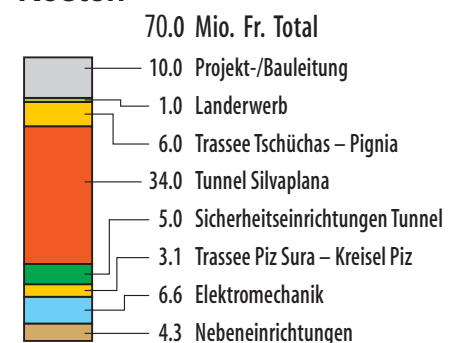 70.0 Mio. Fr. Total
10.0 Projekt-/Bauleitung
1.0 Landerwerb
6.0 Trassee Tschüchas – Pignia
34.0 Tunnel Silvaplana
5.0 Sicherheitseinrichtungen Tunnel
3.1 Trassee Piz Sura – Kreisel Piz
6.6 Elektromechanik
4.3 Nebeneinrichtungen